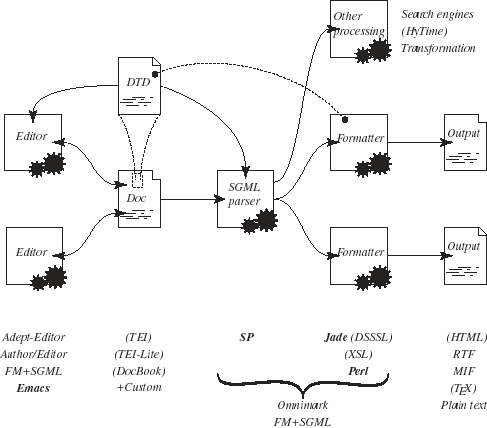 Other
processing
Search engines
(HyTime)
Transformation
DTD
Editor
Formatter
Output
Doc
SGML
parser
Editor
Formatter
Output
Adept-Editor
Author/Editor
FM+SGML
Emacs
(TEI)
(TEI-Lite)
(DocBook)
+Custom
SP
Jade (DSSSL)
(XSL)
Perl
(HTML)
RTF
MIF
(TEX)
Plain text
Omnimark
FM+SGML